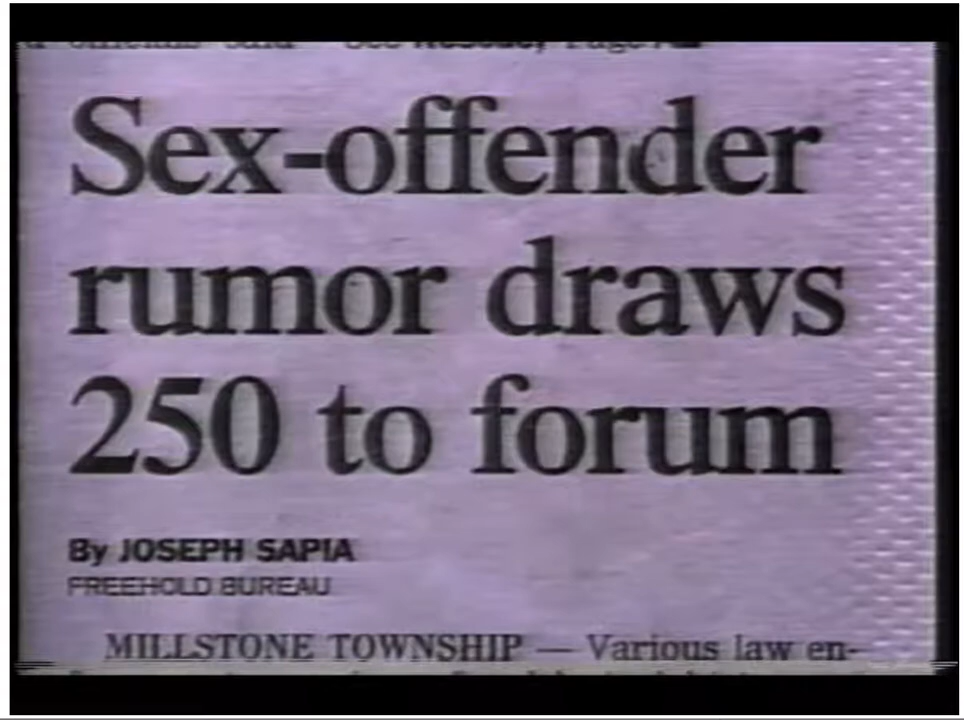 Sex-offender
rumor draws
250 to forum
By JOSEPH SAPIA
FREEHOLD BUREAU
MILLSTONE TOWNSHIP — Various law en-